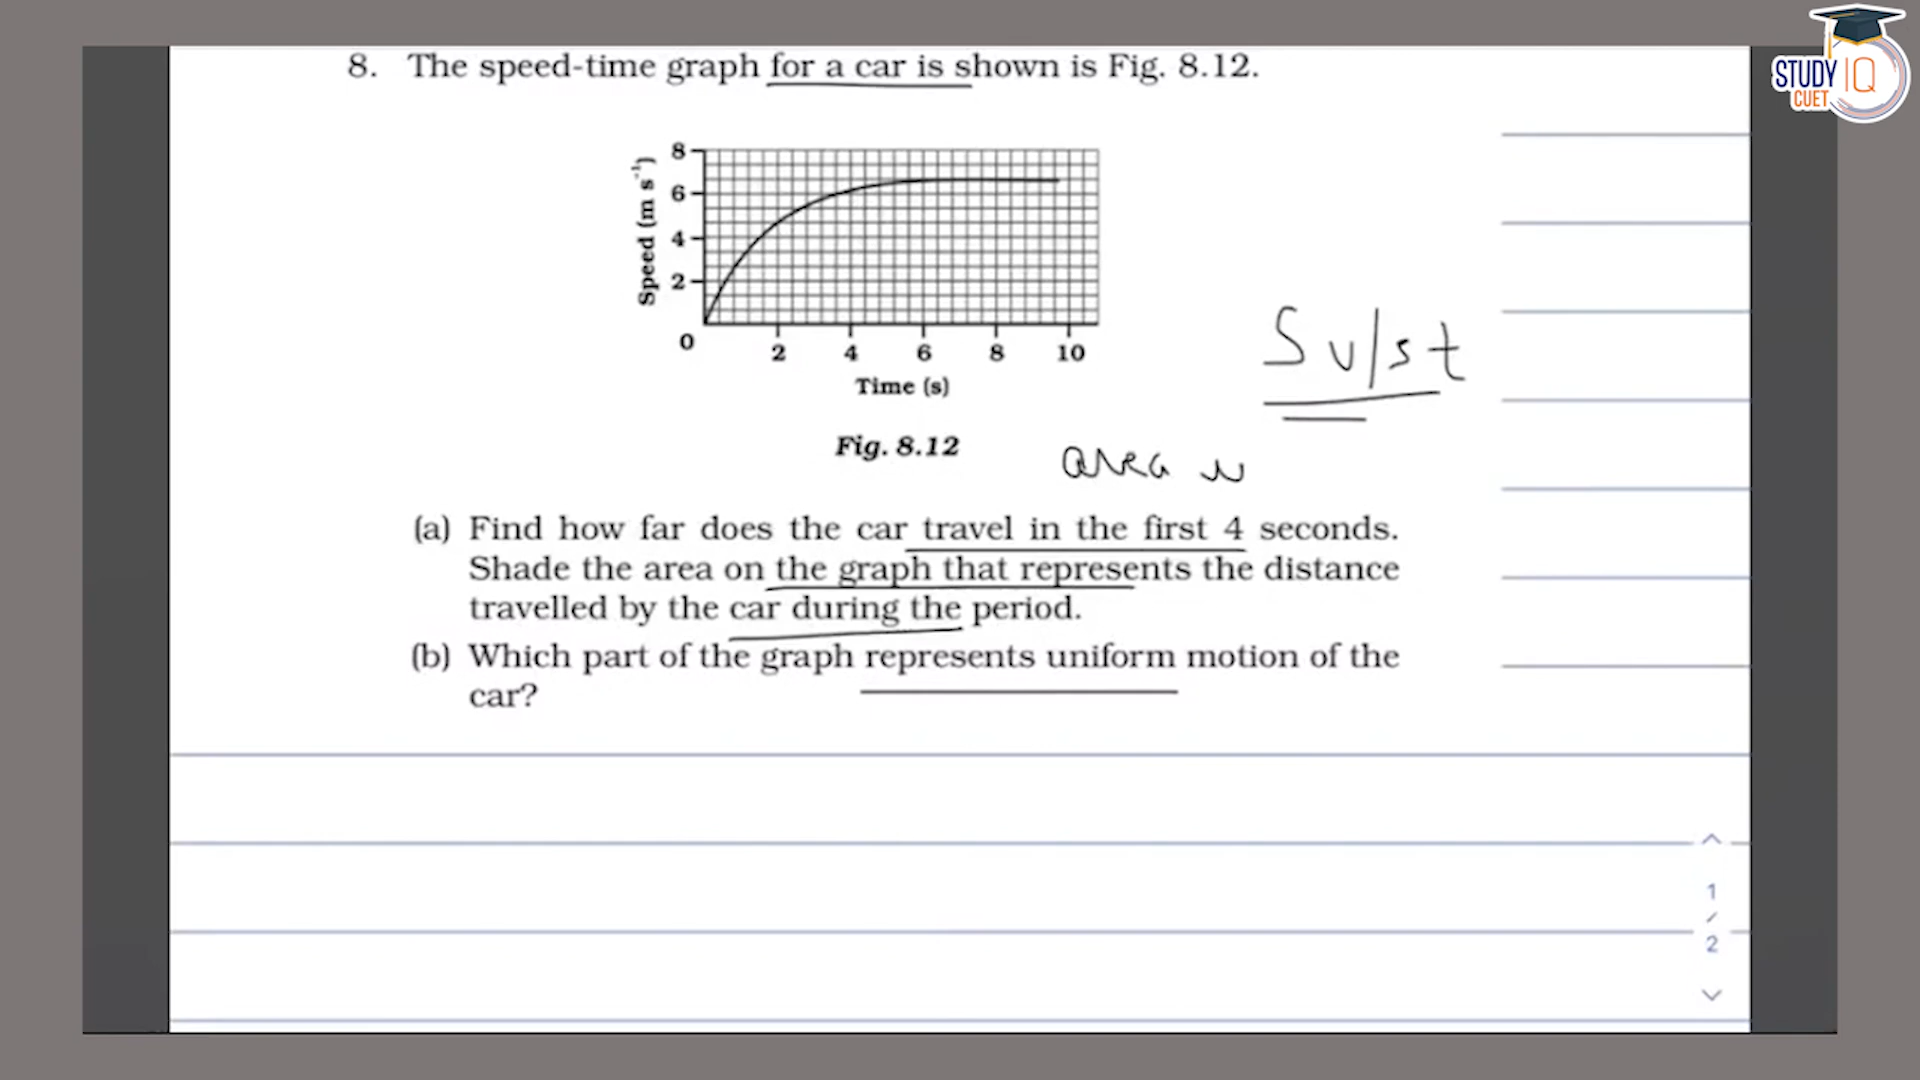 STUDY IQ
CUET
8. The speed-time graph for a car is shown is Fig. 8.12.
Speed (m s⁻¹)
8
6
4
2
0
2 4 6 8 10
Time (s)
Fig. 8.12
S v/s t
area
(a) Find how far does the car travel in the first 4 seconds.
Shade the area on the graph that represents the distance
travelled by the car during the period.
(b) Which part of the graph represents uniform motion of the
car?
1
/
2